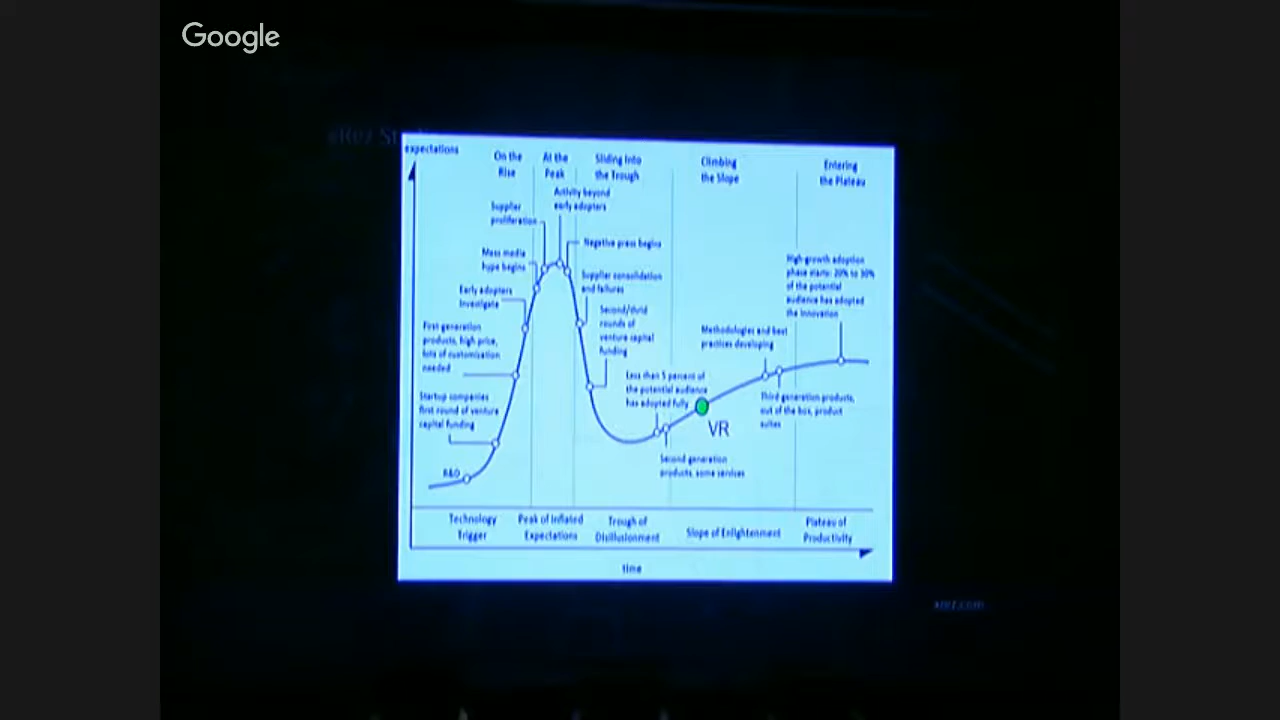 Google
expectations
On the
Rise
At the
Peak
Sliding Into
the Trough
Climbing
the Slope
Entering
the Plateau
Activity beyond
early adopters
Supplier
proliferation
Negative press begins
Mass media
hype begins
Supplier consolidation
and failures
High-growth adoption
phase starts: 20% to 30%
of the potential
audience has adopted
the innovation
Early adopters
investigate
Second/thrid
rounds of
venture capital
funding
First generation
products, high price,
lots of customisation
needed
Methodologies and best
practices developing
Less than 5 percent of
the potential audience
has adopted fully
Startup companies
first round of venture
capital funding
Third generation products,
out of the box, product
suites
VR
Second generation
products, some services
R&D
Technology
Trigger
Peak of Inflated
Expectations
Trough of
Disillusionment
Slope of Enlightenment
Plateau of
Productivity
time